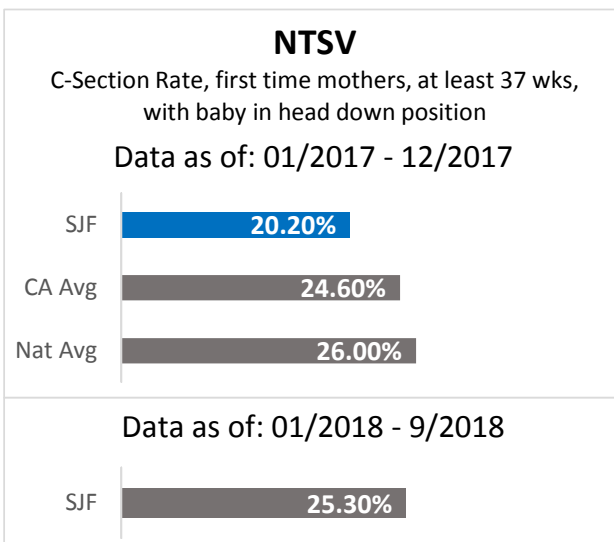 NTSV
C-Section Rate, first time mothers, at least 37 wks,
with baby in head down position
Data as of: 01/2017 - 12/2017
SJF 20.20%
CA Avg 24.60%
Nat Avg 26.00%
Data as of: 01/2018 - 9/2018
SJF 25.30%